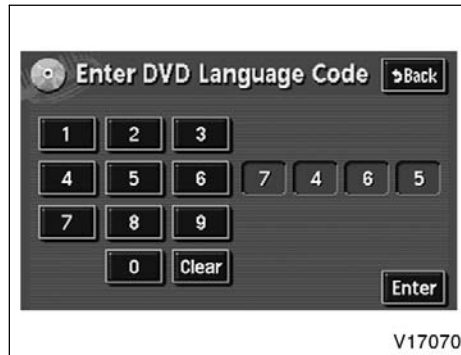 Enter DVD Language Code Back
1 2 3
4 5 6 7 4 6 5
7 8 9
0 Clear
Enter
V17070